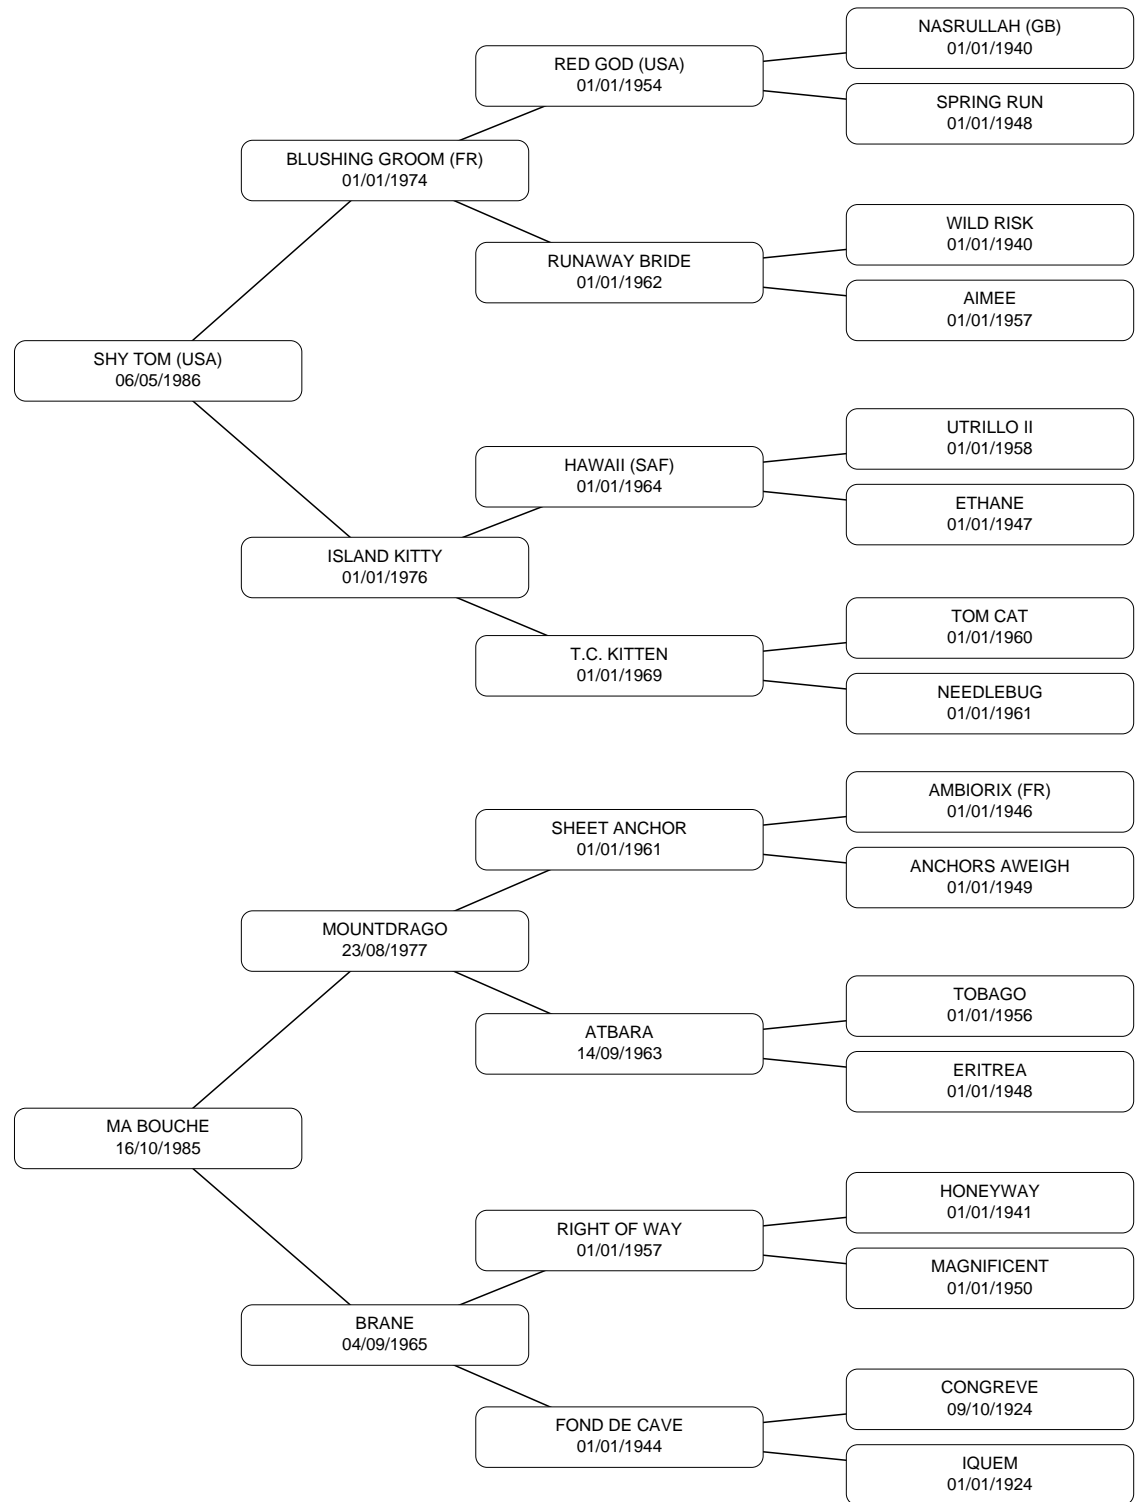 NASRULLAH (GB)
01/01/1940
RED GOD (USA)
01/01/1954
SPRING RUN
01/01/1948
BLUSHING GROOM (FR)
01/01/1974
WILD RISK
01/01/1940
RUNAWAY BRIDE
01/01/1962
AIMEE
01/01/1957
SHY TOM (USA)
06/05/1986
UTRILLO II
01/01/1958
HAWAII (SAF)
01/01/1964
ETHANE
01/01/1947
ISLAND KITTY
01/01/1976
TOM CAT
01/01/1960
T.C. KITTEN
01/01/1969
NEEDLEBUG
01/01/1961
AMBIORIX (FR)
01/01/1946
SHEET ANCHOR
01/01/1961
ANCHORS AWEIGH
01/01/1949
MOUNTDRAGO
23/08/1977
TOBAGO
01/01/1956
ATBARA
14/09/1963
ERITREA
01/01/1948
MA BOUCHE
16/10/1985
HONEYWAY
01/01/1941
RIGHT OF WAY
01/01/1957
MAGNIFICENT
01/01/1950
BRANE
04/09/1965
CONGREVE
09/10/1924
FOND DE CAVE
01/01/1944
IQUEM
01/01/1924